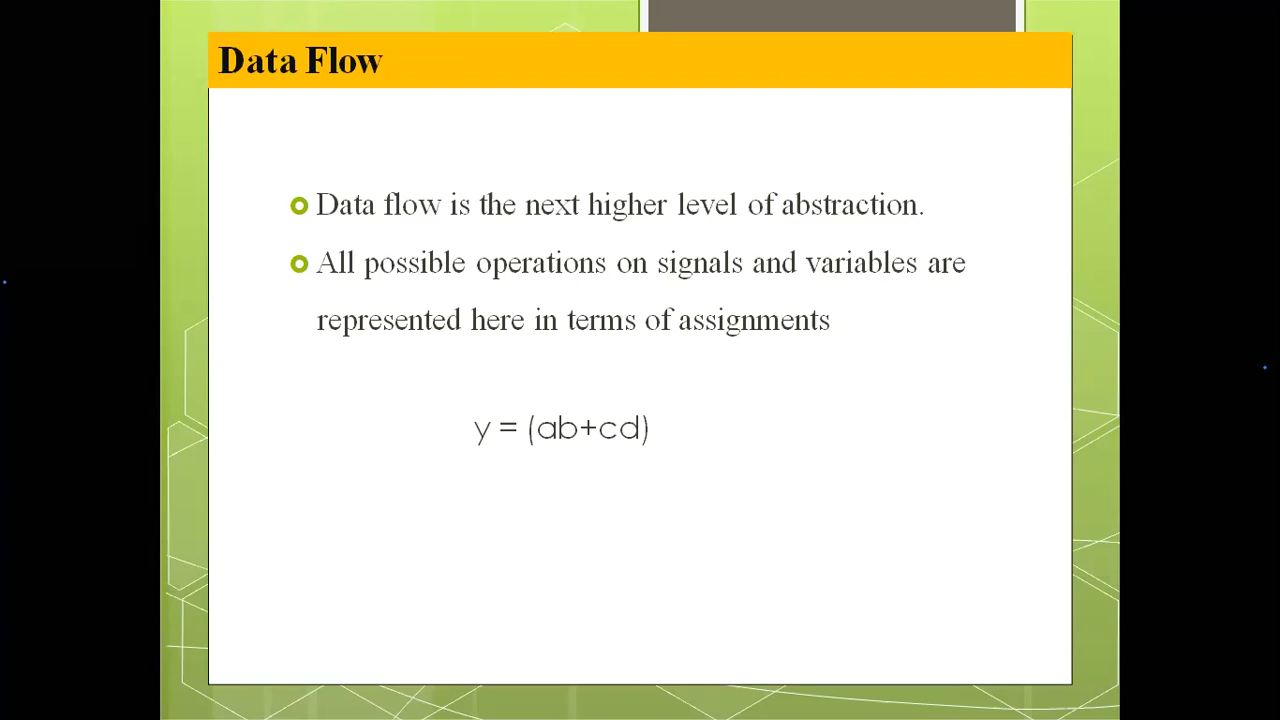 Data Flow
Data flow is the next higher level of abstraction.
All possible operations on signals and variables are
represented here in terms of assignments
y = (ab+cd)